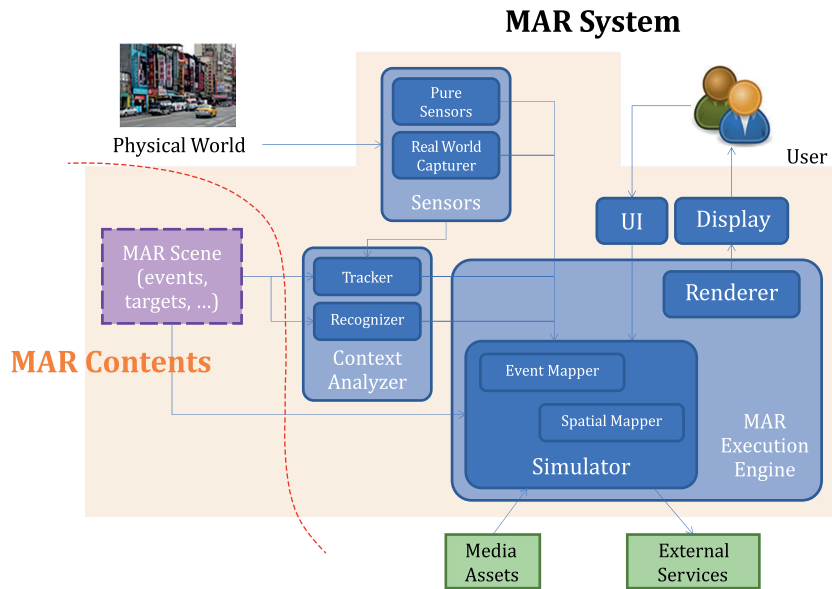 MAR System
Physical World
Pure
Sensors
Real World
Capturer
Sensors
User
UI
Display
MAR Scene
(events,
targets, ...)
Tracker
Recognizer
Context
Analyzer
Renderer
MAR Contents
Event Mapper
Spatial Mapper
Simulator
MAR
Execution
Engine
Media
Assets
External
Services